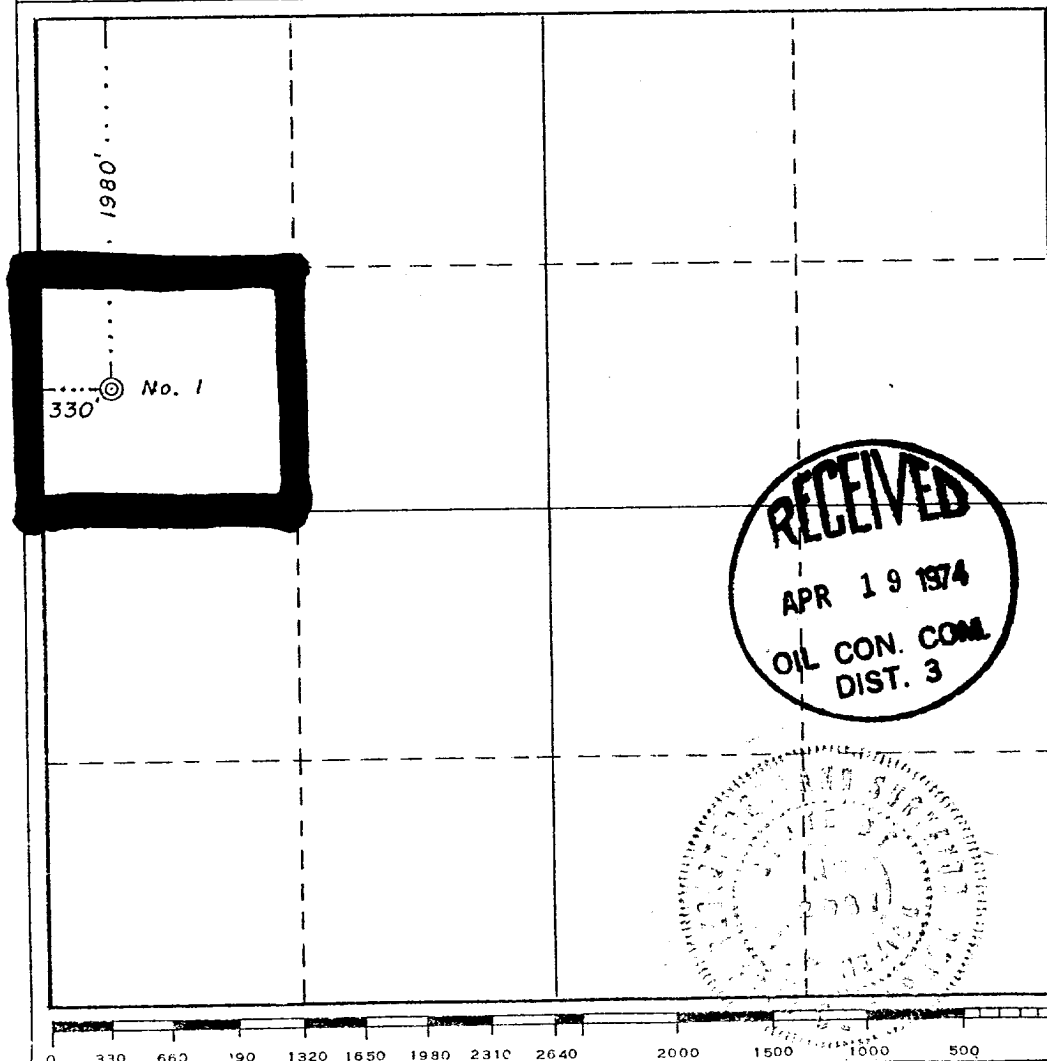 1980'
No. 1
330'
RECEIVED
APR 19 1974
OIL CON. COM.
DIST. 3
0 330 660 1320 1650 1980 2310 2640 2000 1500 1000 500